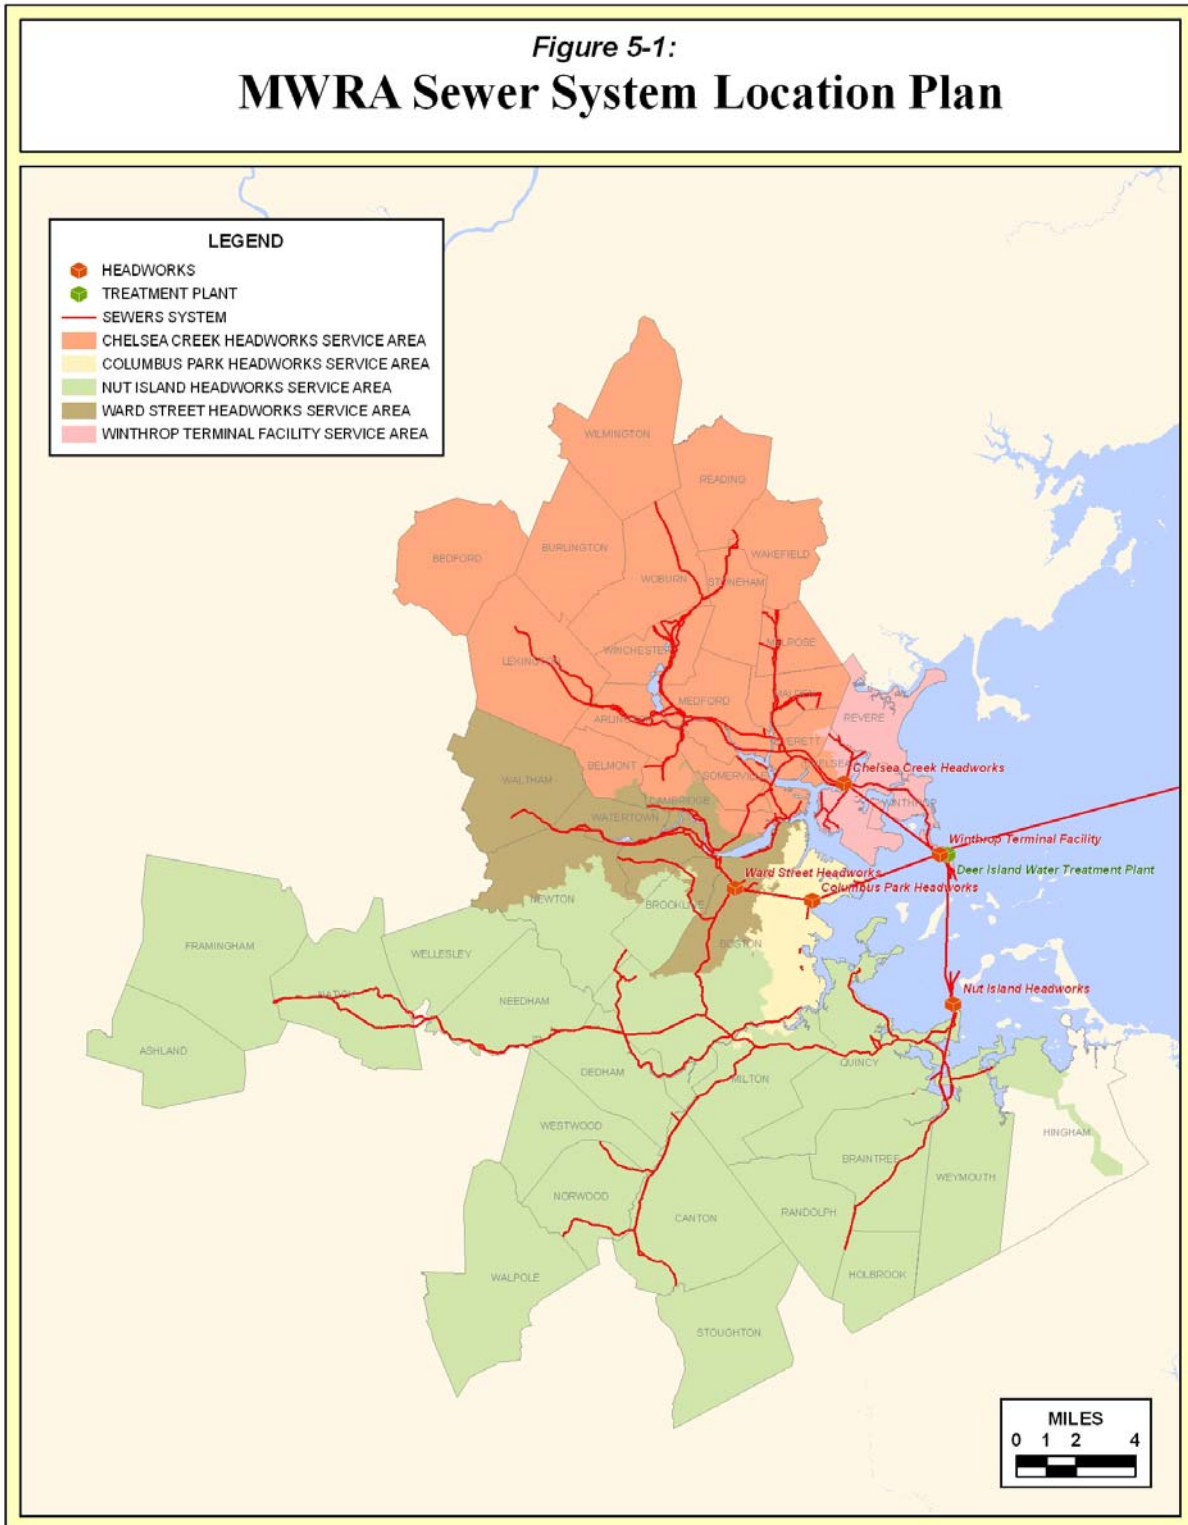 Figure 5-1:
MWRA Sewer System Location Plan
LEGEND
HEADWORKS
TREATMENT PLANT
SEWERS SYSTEM
CHELSEA CREEK HEADWORKS SERVICE AREA
COLUMBUS PARK HEADWORKS SERVICE AREA
NUT ISLAND HEADWORKS SERVICE AREA
WARD STREET HEADWORKS SERVICE AREA
WINTHROP TERMINAL FACILITY SERVICE AREA
WILMINGTON
READING
BURLINGTON
BEDFORD
WAKEFIELD
WOBURN
STONEHAM
MELROSE
WINCHESTER
LEXINGTON
MEDFORD
MALDEN
REVERE
ARLINGTON
EVERETT
CHELSEA
Chelsea Creek Headworks
BELMONT
SOMERVILLE
WALTHAM
CAMBRIDGE
WINTHROP
WATERTOWN
Winthrop Terminal Facility
Deer Island Water Treatment Plant
Ward Street Headworks
Columbus Park Headworks
NEWTON
BROOKLINE
BOSTON
FRAMINGHAM
WELLESLEY
NATICK
NEEDHAM
Nut Island Headworks
ASHLAND
DEDHAM
MILTON
QUINCY
WESTWOOD
HINGHAM
BRAINTREE
WEYMOUTH
NORWOOD
CANTON
RANDOLPH
WALPOLE
HOLBROOK
STOUGHTON
MILES
0 1 2 4